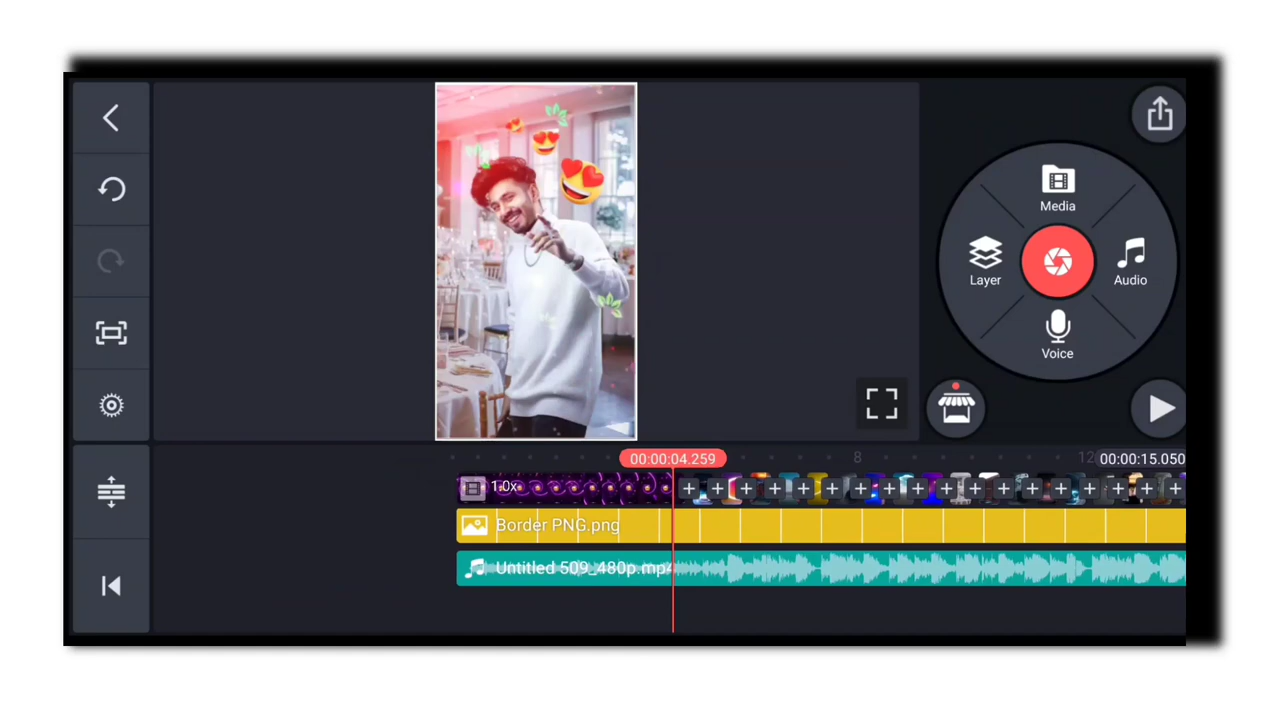 Media
Layer
Audio
Voice
00:00:04.259
8
12
00:00:15.050
1.0x
Border PNG.png
Untitled 509_480p.mp4